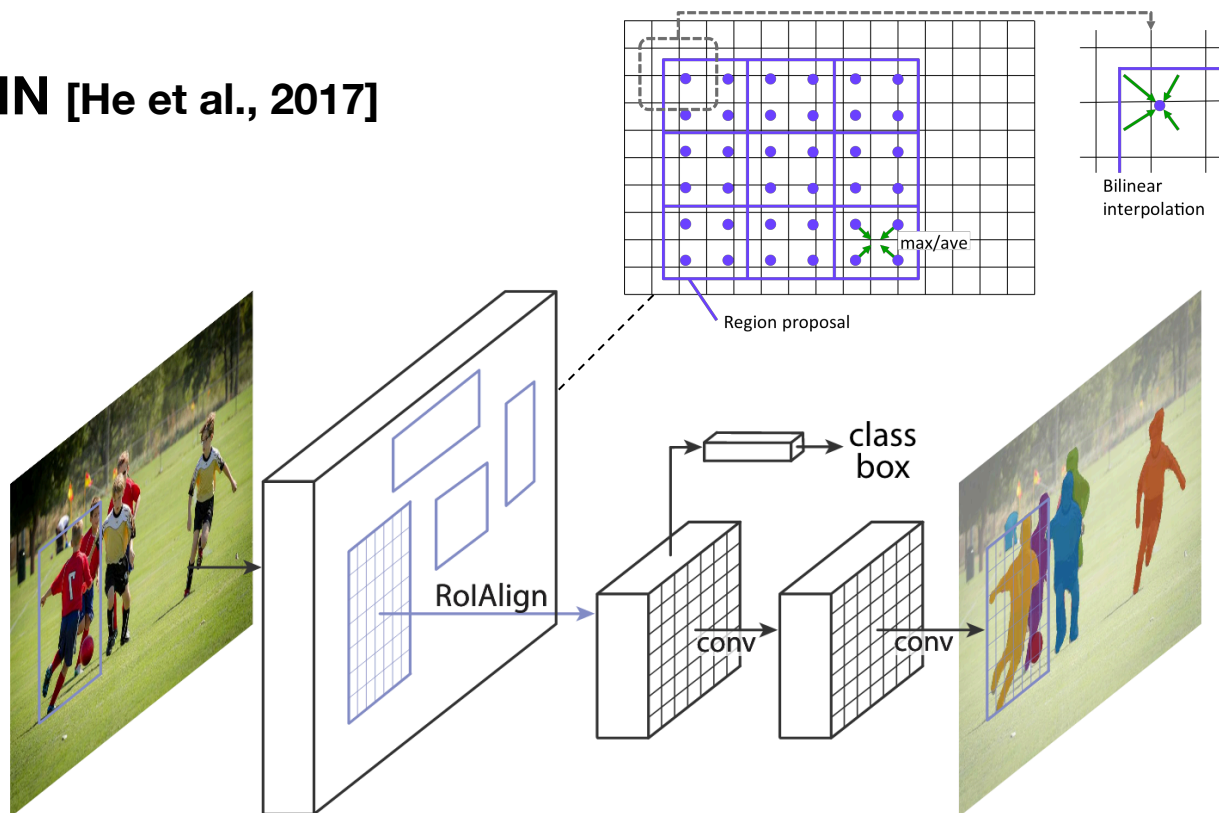 IN [He et al., 2017]
Bilinear
interpolation
max/ave
Region proposal
class
box
RoIAlign
conv
conv